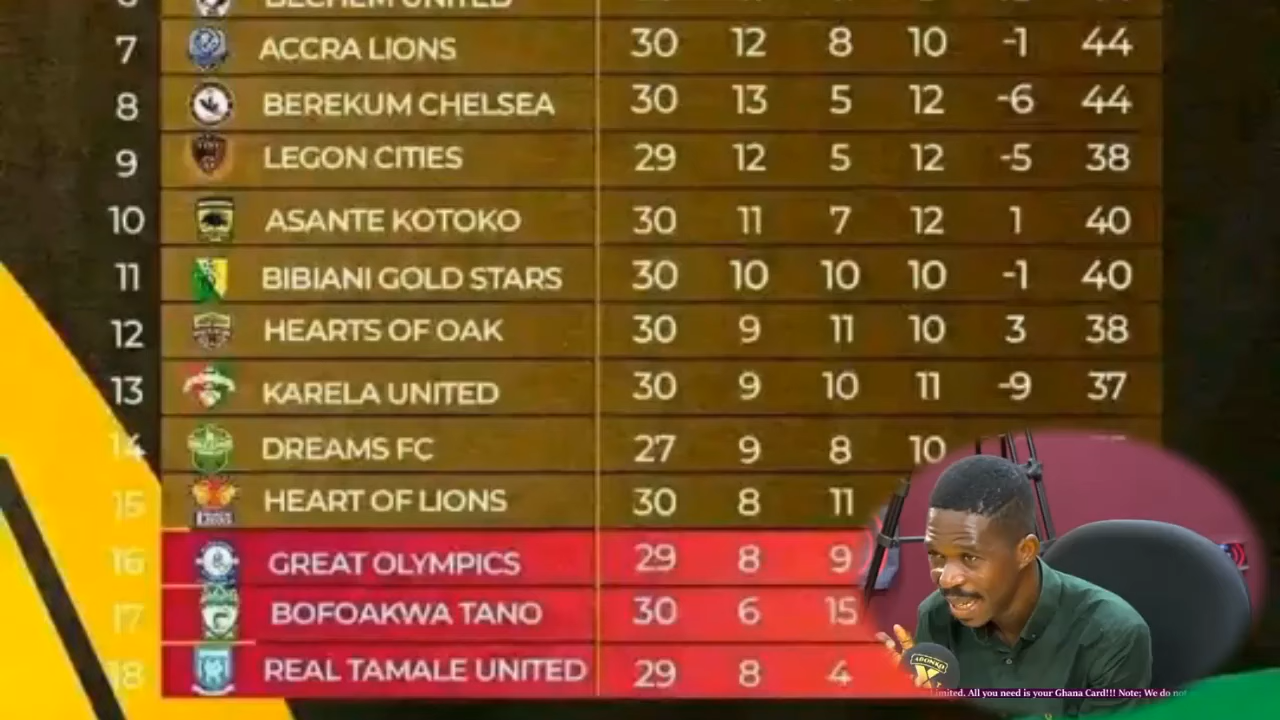 BECHEM UNITED
7 ACCRA LIONS 30 12 8 10 -1 44
8 BEREKUM CHELSEA 30 13 5 12 -6 44
9 LEGON CITIES 29 12 5 12 -5 38
10 ASANTE KOTOKO 30 11 7 12 1 40
11 BIBIANI GOLD STARS 30 10 10 10 -1 40
12 HEARTS OF OAK 30 9 11 10 3 38
13 KARELA UNITED 30 9 10 11 -9 37
14 DREAMS FC 27 9 8 10
15 HEART OF LIONS 30 8 11
16 GREAT OLYMPICS 29 8 9
17 BOFOAKWA TANO 30 6 15
18 REAL TAMALE UNITED 29 8 4
ADONKO
Limited. All you need is your Ghana Card!!! Note; We do not